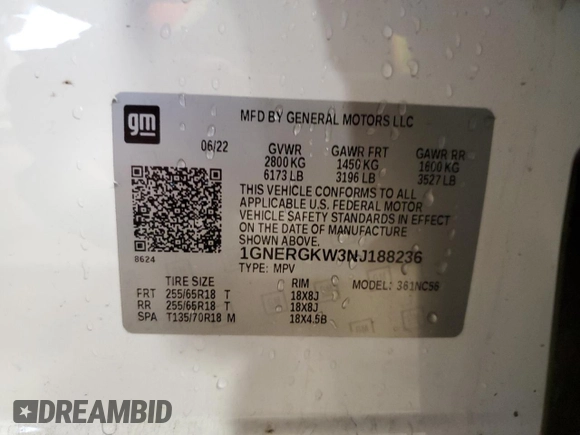 gm
MFD BY GENERAL MOTORS LLC
06/22 GVWR GAWR FRT GAWR RR
2800 KG 1450 KG 1600 KG
6173 LB 3196 LB 3527 LB
THIS VEHICLE CONFORMS TO ALL
APPLICABLE U.S. FEDERAL MOTOR
VEHICLE SAFETY STANDARDS IN EFFECT
ON THE DATE OF MANUFACTURE
SHOWN ABOVE.
8624 1GNERGKW3NJ188236
TYPE: MPV MODEL: 381NC56
TIRE SIZE RIM
FRT 255/65R18 T 18X8J
RR 255/65R18 T 18X8J
SPA T135/70R18 M 18X4.5B
DREAMBID